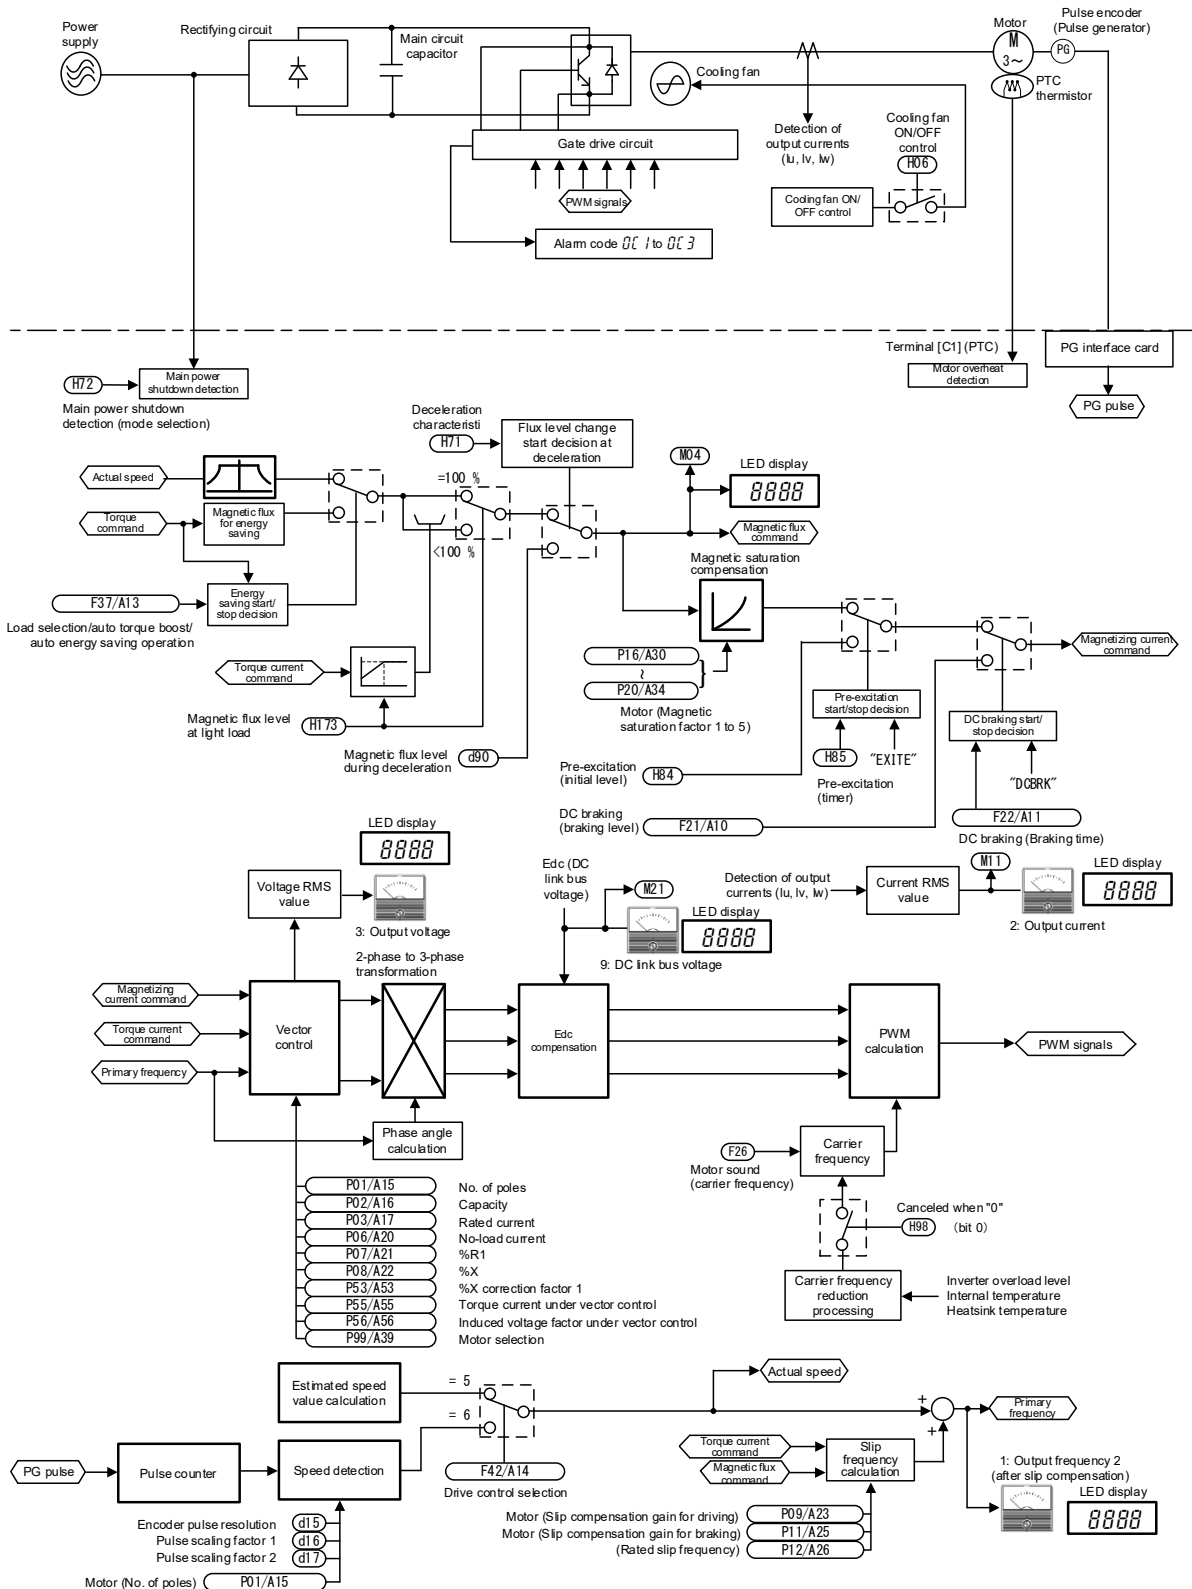 Power
supply
Rectifying circuit
Main circuit
capacitor
Motor
Pulse encoder
(Pulse generator)
M
3~
PG
Cooling fan
PTC
thermistor
Gate drive circuit
Detection of
output currents
(Iu, Iv, Iw)
Cooling fan
ON/OFF
control
H06
PWM signals
Cooling fan ON/
OFF control
Alarm code OC 1 to OC 3
Terminal [C1] (PTC)
PG interface card
Main power
shutdown detection
H72
Motor overheat
detection
PG pulse
Main power shutdown
detection (mode selection)
Deceleration
characteristi
H71
Flux level change
start decision at
deceleration
M04
LED display
8888
Actual speed
=100 %
Torque
command
Magnetic flux
for energy
saving
Magnetic flux
command
<100 %
Magnetic saturation
compensation
F37/A13
Energy
saving start/
stop decision
Load selection/auto torque boost/
auto energy saving operation
Magnetizing current
command
P16/A30
~
P20/A34
Torque current
command
Motor (Magnetic
saturation factor 1 to 5)
Pre-excitation
start/stop decision
DC braking start/
stop decision
Magnetic flux level
at light load
H173
Magnetic flux level
during deceleration
d90
Pre-excitation
(initial level)
H84
H85
"EXITE"
Pre-excitation
(timer)
"DCBRK"
DC braking
(braking level)
F21/A10
F22/A11
DC braking (Braking time)
LED display
8888
Voltage RMS
value
3: Output voltage
Edc (DC
link bus
voltage)
M21
LED display
8888
9: DC link bus voltage
Detection of output
currents (Iu, Iv, Iw)
Current RMS
value
M11
LED display
8888
2: Output current
2-phase to 3-phase
transformation
Magnetizing
current command
Torque current
command
Primary frequency
Vector
control
Edc
compensation
PWM
calculation
PWM signals
Phase angle
calculation
F26
Motor sound
(carrier frequency)
Carrier
frequency
P01/A15 No. of poles
P02/A16 Capacity
P03/A17 Rated current
P06/A20 No-load current
P07/A21 %R1
P08/A22 %X
P53/A53 %X correction factor 1
P55/A55 Torque current under vector control
P56/A56 Induced voltage factor under vector control
P99/A39 Motor selection
Canceled when "0"
H98 (bit 0)
Carrier frequency
reduction
processing
Inverter overload level
Internal temperature
Heatsink temperature
Estimated speed
value calculation
= 5
= 6
Actual speed
+
+
Primary
frequency
PG pulse
Pulse counter
Speed detection
F42/A14
Drive control selection
Torque current
command
Magnetic flux
command
Slip
frequency
calculation
1: Output frequency 2
(after slip compensation)
LED display
8888
Encoder pulse resolution d15
Pulse scaling factor 1 d16
Pulse scaling factor 2 d17
Motor (No. of poles) P01/A15
Motor (Slip compensation gain for driving) P09/A23
Motor (Slip compensation gain for braking) P11/A25
(Rated slip frequency) P12/A26